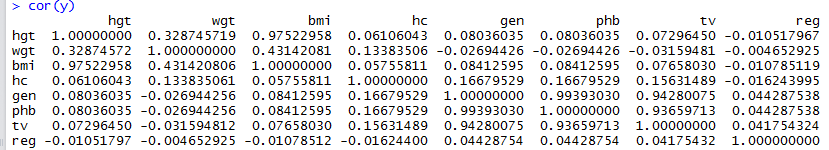 > cor(y)
hgt wgt bmi hc gen phb tv reg
hgt 1.00000000 0.328745719 0.97522958 0.06106043 0.08036035 0.08036035 0.07296450 -0.010517967
wgt 0.32874572 1.000000000 0.43142081 0.13383506 -0.02694426 -0.02694426 -0.03159481 -0.004652925
bmi 0.97522958 0.431420806 1.00000000 0.05755811 0.08412595 0.08412595 0.07658030 -0.010785119
hc 0.06106043 0.133835061 0.05755811 1.00000000 0.16679529 0.16679529 0.15631489 -0.016243995
gen 0.08036035 -0.026944256 0.08412595 0.16679529 1.00000000 0.99393030 0.94280075 0.044287538
phb 0.08036035 -0.026944256 0.08412595 0.16679529 0.99393030 1.00000000 0.93659713 0.044287538
tv 0.07296450 -0.031594812 0.07658030 0.15631489 0.94280075 0.93659713 1.00000000 0.041754324
reg -0.01051797 -0.004652925 -0.01078512 -0.01624400 0.04428754 0.04428754 0.04175432 1.000000000